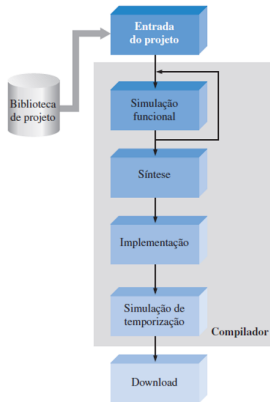 Entrada
do projeto
Biblioteca
de projeto
Simulação
funcional
Síntese
Implementação
Simulação de
temporização
Compilador
Download